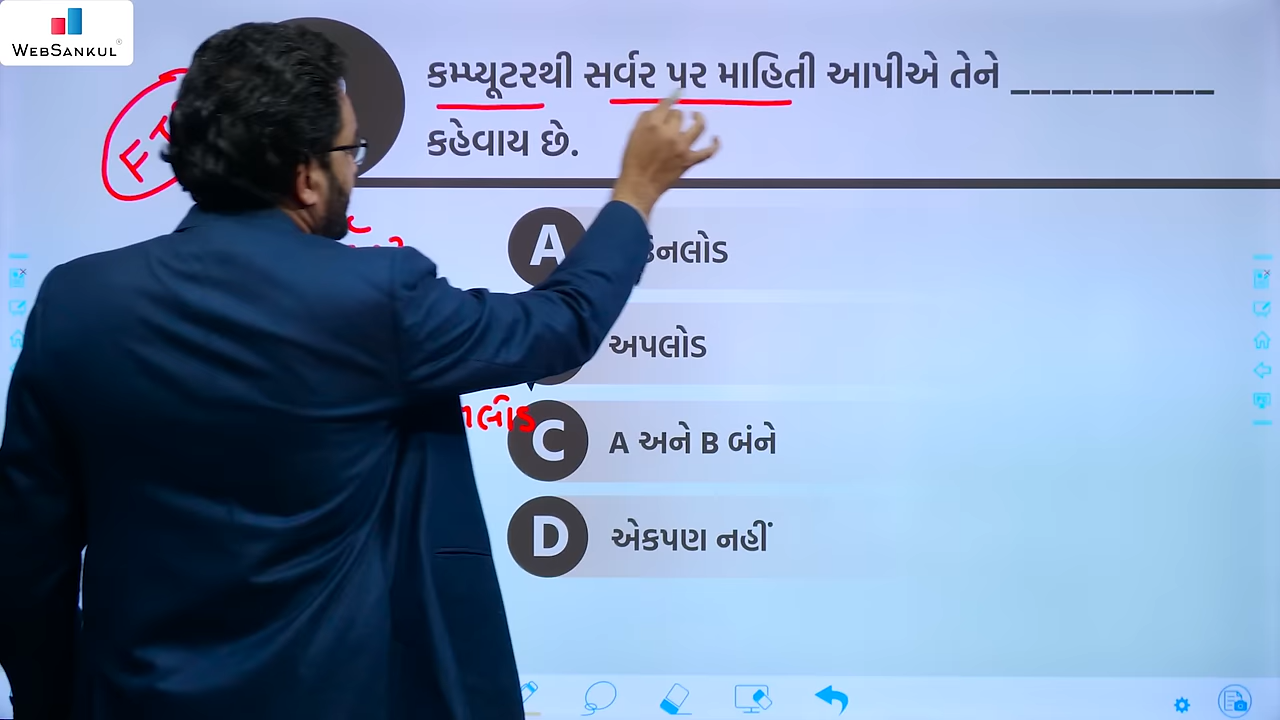 WEBSANKUL
કમ્પ્યૂટરથી સર્વર પર માહિતી આપીએ તેને __________
કહેવાય છે.
A
અપલોડ
C A અને B બંને
D એકપણ નહીં